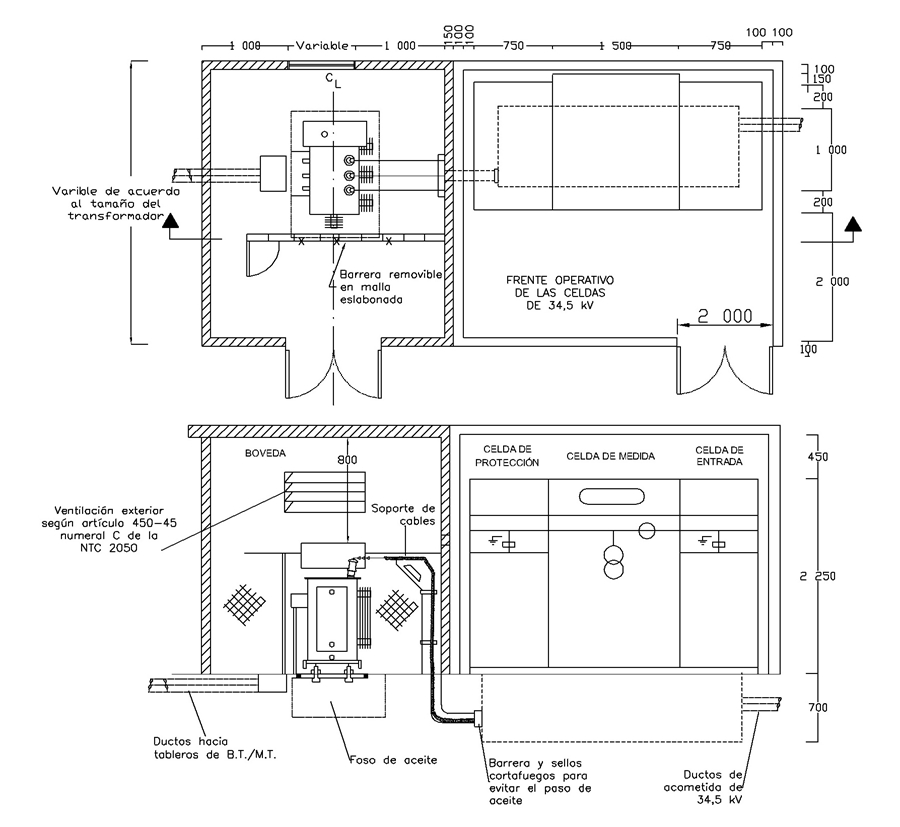 100 100
150
100
100
1 000
Variable
1 000
750
1 500
750
C
L
100
150
200
1 000
200
2 000
100
Varible de acuerdo
al tamaño del
transformador
X
X
X
Barrera removible
en malla
eslabonada
FRENTE OPERATIVO
DE LAS CELDAS
DE 34,5 kV
2 000
BOVEDA
800
CELDA DE
PROTECCIÓN
CELDA DE MEDIDA
CELDA DE
ENTRADA
450
Ventilación exterior
según artículo 450-45
numeral C de la
NTC 2050
Soporte de
cables
2 250
700
Ductos hacia
tableros de B.T./M.T.
Foso de aceite
Barrera y sellos
cortafuegos para
evitar el paso de
aceite
Ductos de
acometida de
34,5 kV